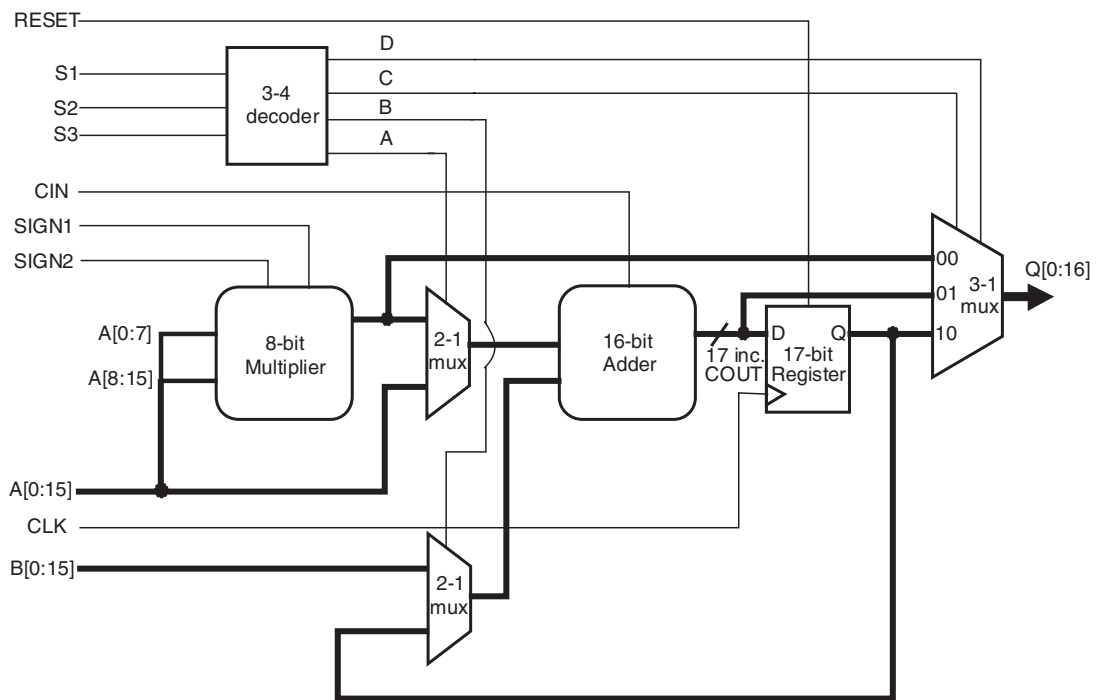 RESET
D
S1
3-4
decoder
C
S2
B
S3
A
CIN
SIGN1
SIGN2
00
Q[0:16]
3-1
mux
01
10
A[0:7]
A[8:15]
8-bit
Multiplier
2-1
mux
16-bit
Adder
17 inc.
COUT
D
Q
17-bit
Register
A[0:15]
CLK
B[0:15]
2-1
mux